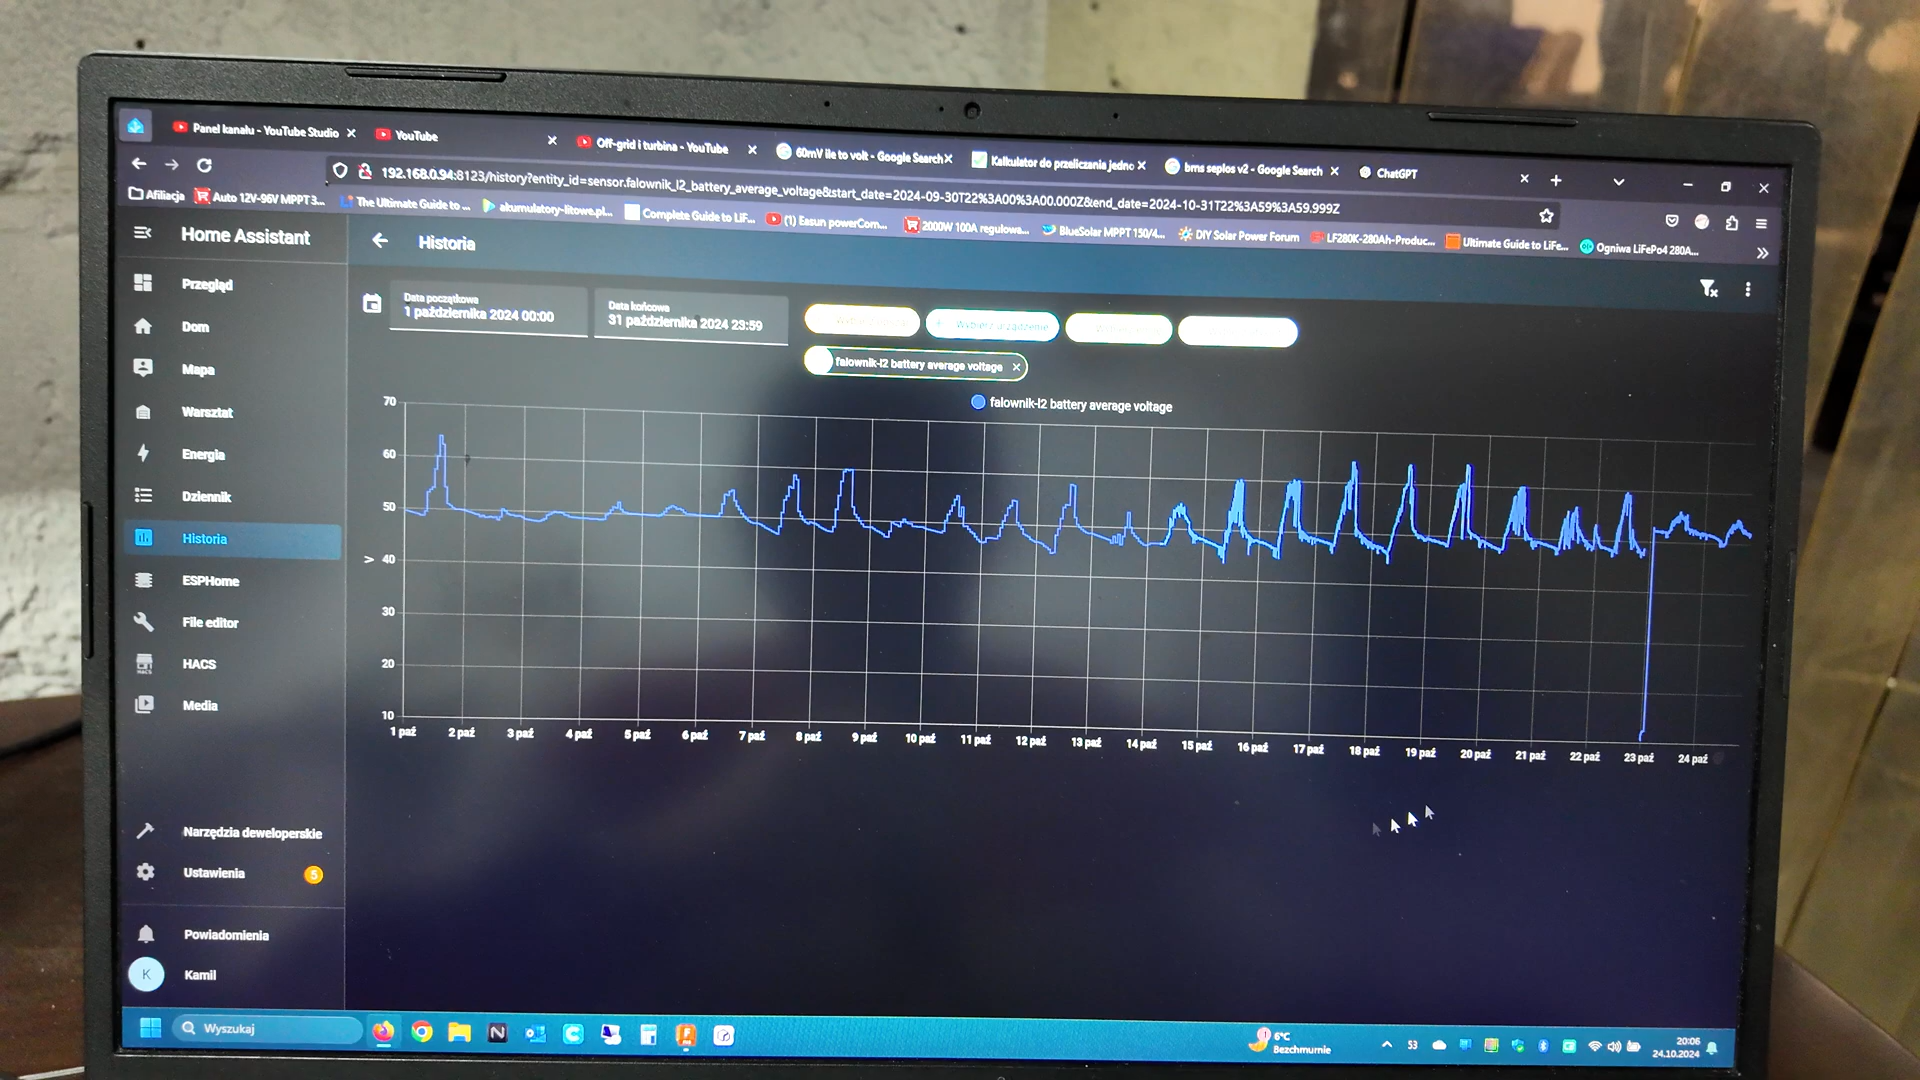 Panel kanału - YouTube Studio
YouTube
Off-grid i turbina - YouTube
60mV ile to volt - Google Search
Kalkulator do przeliczania jedno
bms seplos v2 - Google Search
ChatGPT
192.168.0.94:8123/history?entity_id=sensor.falownik_l2_battery_average_voltage&start_date=2024-09-30T22%3A00%3A00.000Z&end_date=2024-10-31T22%3A59%3A59.999Z
Afiliacja
Auto 12V-96V MPPT 3...
The Ultimate Guide to ...
akumulatory-litowe.pl...
Complete Guide to LiF...
(1) Easun powerCom...
2000W 100A regulowa...
BlueSolar MPPT 150/4...
DIY Solar Power Forum
LF280K-280Ah-Produc...
Ultimate Guide to LiFe...
Ogniwa LiFePo4 280A...
Home Assistant
Historia
Przegląd
Dom
Mapa
Warsztat
Energia
Dziennik
Historia
ESPHome
File editor
HACS
Media
Narzędzia deweloperskie
Ustawienia
5
Powiadomienia
K
Kamil
Data początkowa
1 października 2024 00:00
Data końcowa
31 października 2024 23:59
Wybierz urządzenie
falownik-l2 battery average voltage
falownik-l2 battery average voltage
70
60
50
40
30
20
10
V
1 paź
2 paź
3 paź
4 paź
5 paź
6 paź
7 paź
8 paź
9 paź
10 paź
11 paź
12 paź
13 paź
14 paź
15 paź
16 paź
17 paź
18 paź
19 paź
20 paź
21 paź
22 paź
23 paź
24 paź
Wyszukaj
6°C
Bezchmurnie
53
20:06
24.10.2024